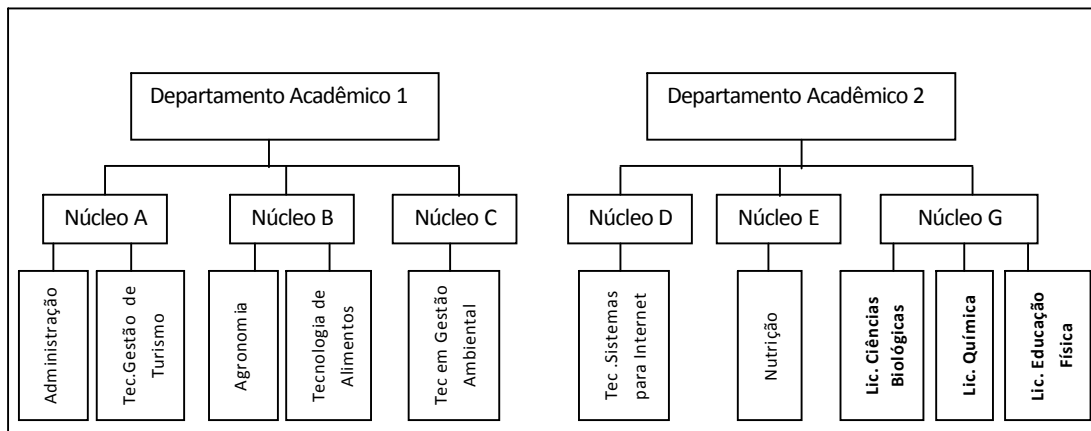 Departamento Acadêmico 1
Departamento Acadêmico 2
Núcleo A
Núcleo B
Núcleo C
Núcleo D
Núcleo E
Núcleo G
Administração
Tec.Gestão de
Turismo
Agronomia
Tecnologia de
Alimentos
Tec em Gestão
Ambiental
Tec .Sistemas
para Internet
Nutrição
Lic. Ciências
Biológicas
Lic. Química
Lic. Educação
Física